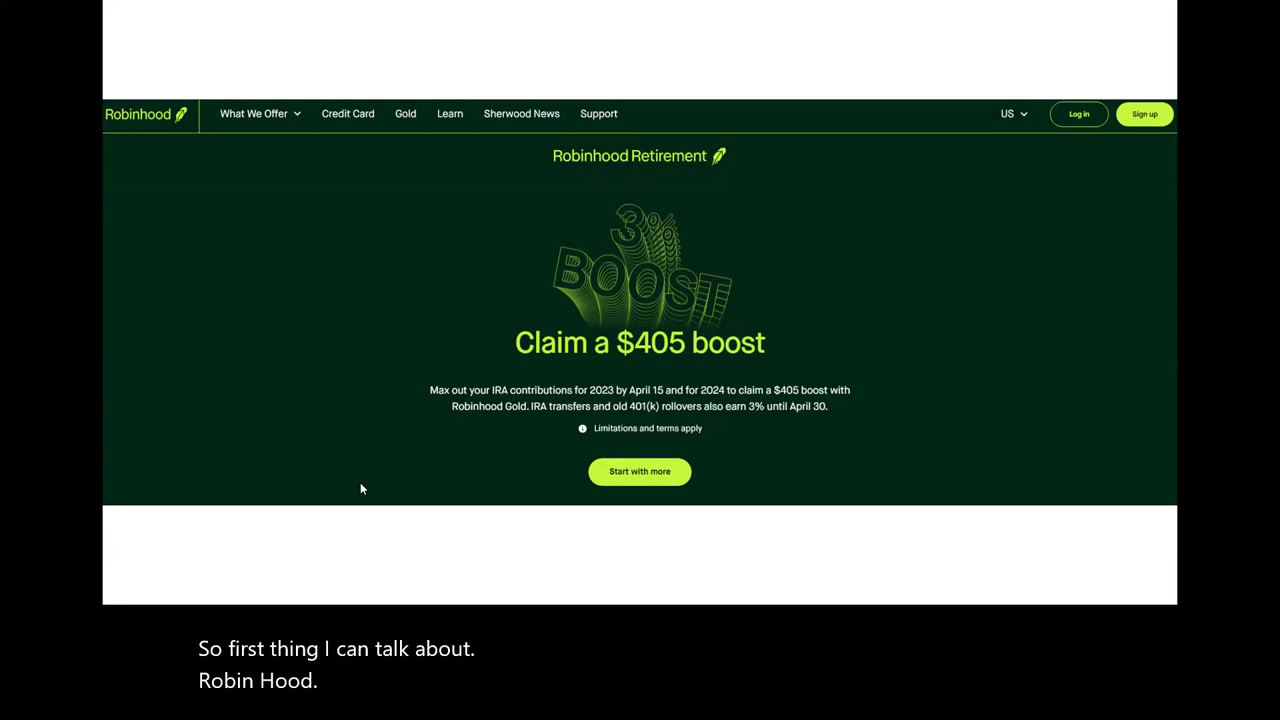 Robinhood
What We Offer
Credit Card
Gold
Learn
Sherwood News
Support
US
Log in
Sign up
Robinhood Retirement
3%
BOOST
Claim a $405 boost
Max out your IRA contributions for 2023 by April 15 and for 2024 to claim a $405 boost with
Robinhood Gold. IRA transfers and old 401(k) rollovers also earn 3% until April 30.
Limitations and terms apply
Start with more
So first thing I can talk about.
Robin Hood.